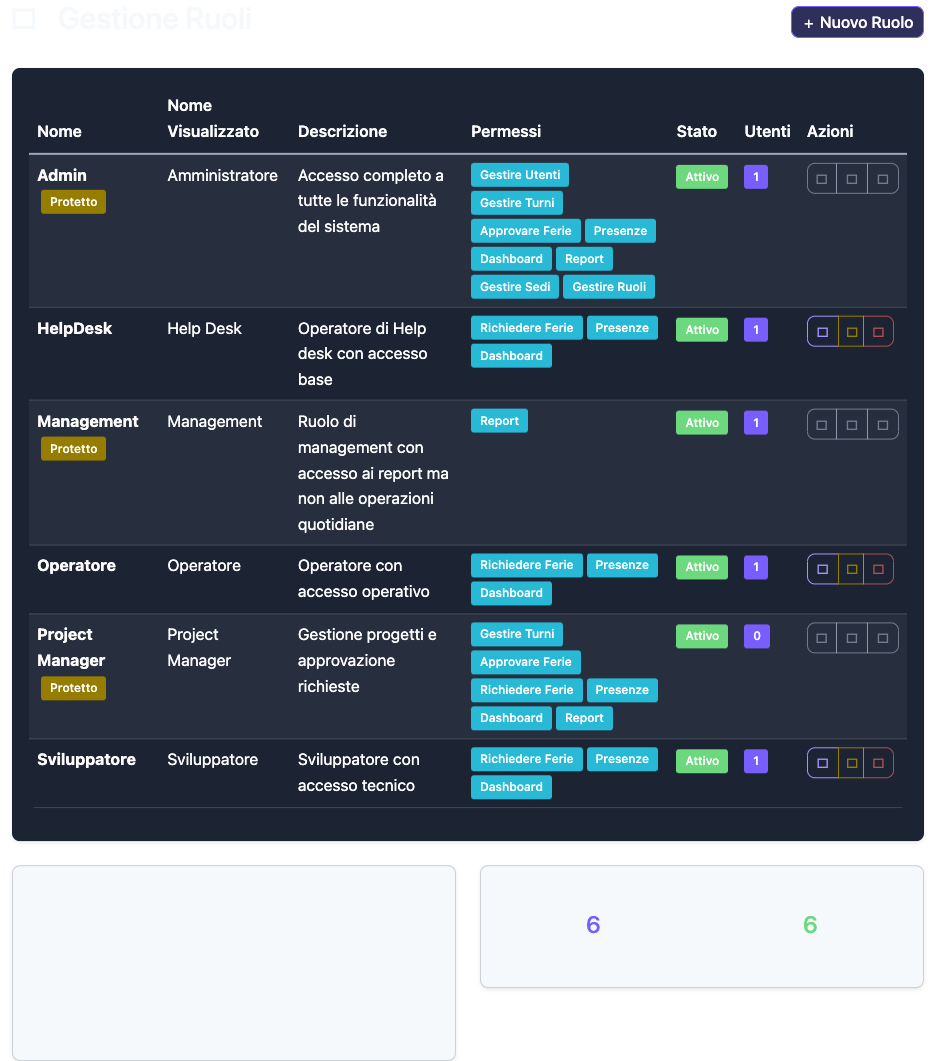 Gestione Ruoli
+ Nuovo Ruolo
Nome Nome Visualizzato Descrizione Permessi Stato Utenti Azioni
Admin Amministratore Accesso completo a Gestire Utenti Attivo 1
Protetto tutte le funzionalità Gestire Turni
del sistema Approvare Ferie Presenze
Dashboard Report
Gestire Sedi Gestire Ruoli
HelpDesk Help Desk Operatore di Help Richiedere Ferie Presenze Attivo 1
desk con accesso Dashboard
base
Management Management Ruolo di Report Attivo 1
Protetto management con
accesso ai report ma
non alle operazioni
quotidiane
Operatore Operatore Operatore con Richiedere Ferie Presenze Attivo 1
accesso operativo Dashboard
Project Project Gestione progetti e Gestire Turni Attivo 0
Manager Manager approvazione Approvare Ferie
Protetto richieste Richiedere Ferie Presenze
Dashboard Report
Sviluppatore Sviluppatore Sviluppatore con Richiedere Ferie Presenze Attivo 1
accesso tecnico Dashboard
6 6